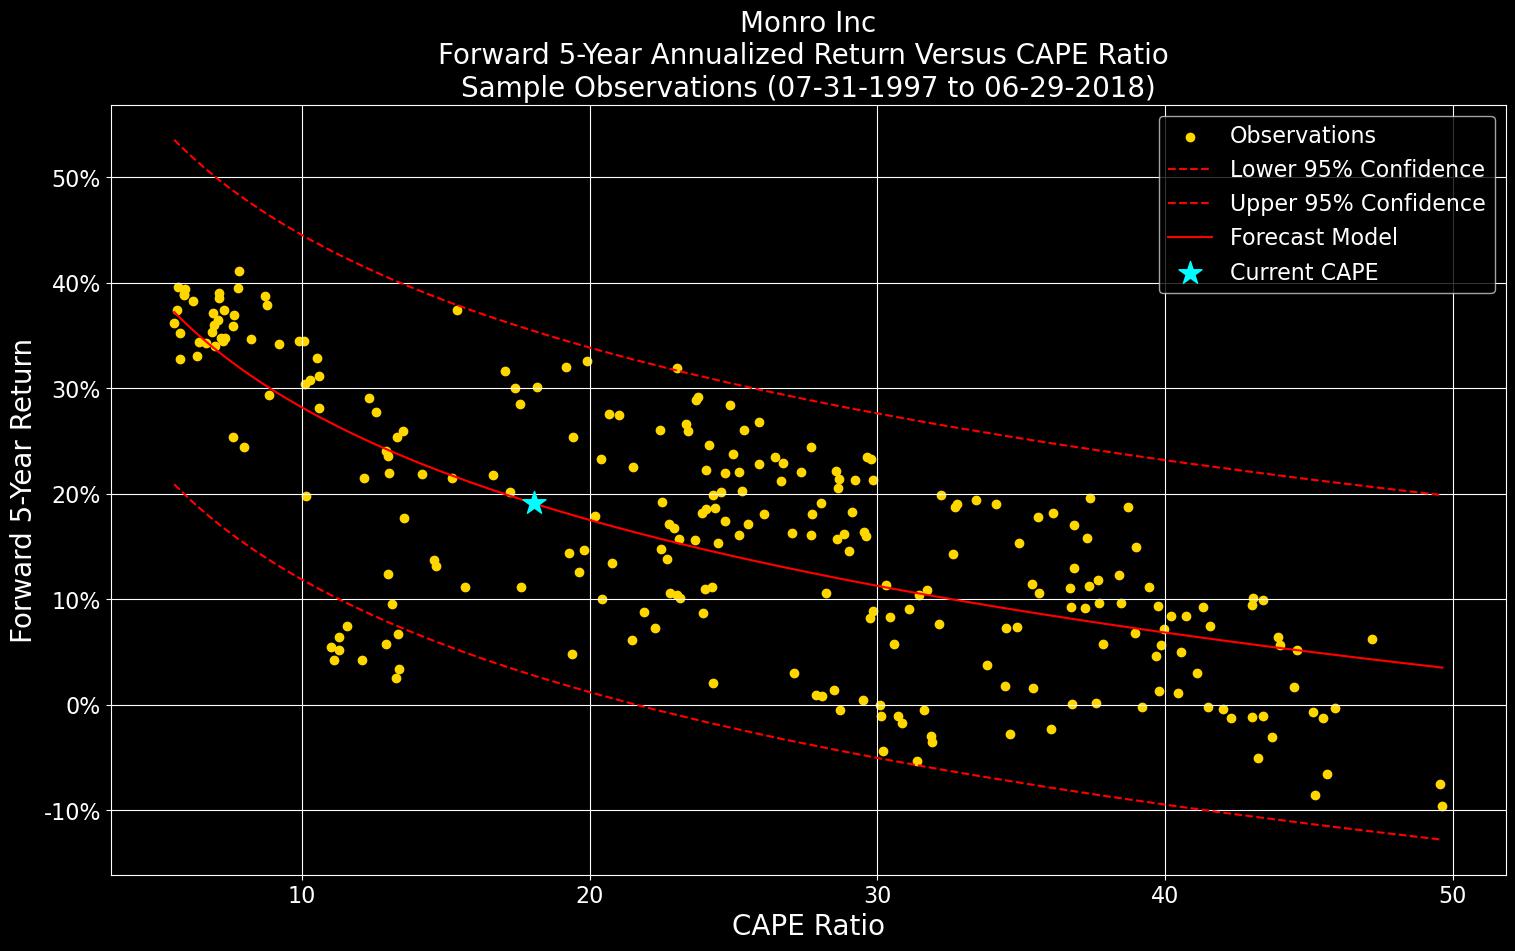 Monro Inc
Forward 5-Year Annualized Return Versus CAPE Ratio
Sample Observations (07-31-1997 to 06-29-2018)
Observations
Lower 95% Confidence
Upper 95% Confidence
Forecast Model
Current CAPE
Forward 5-Year Return
50%
40%
30%
20%
10%
0%
-10%
10
20
30
40
50
CAPE Ratio